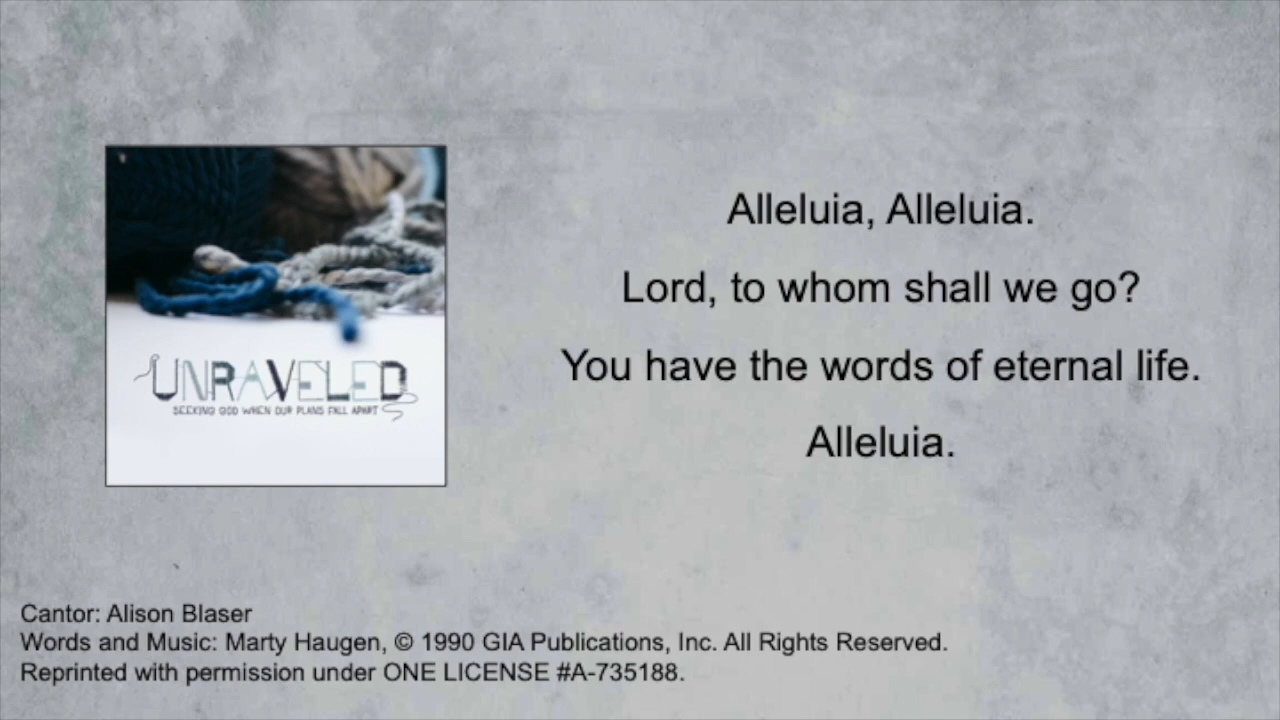 Alleluia, Alleluia.
Lord, to whom shall we go?
You have the words of eternal life.
Alleluia.
UNRAVELED
SEEKING GOD WHEN OUR PLANS FALL APART
Cantor: Alison Blaser
Words and Music: Marty Haugen, © 1990 GIA Publications, Inc. All Rights Reserved.
Reprinted with permission under ONE LICENSE #A-735188.